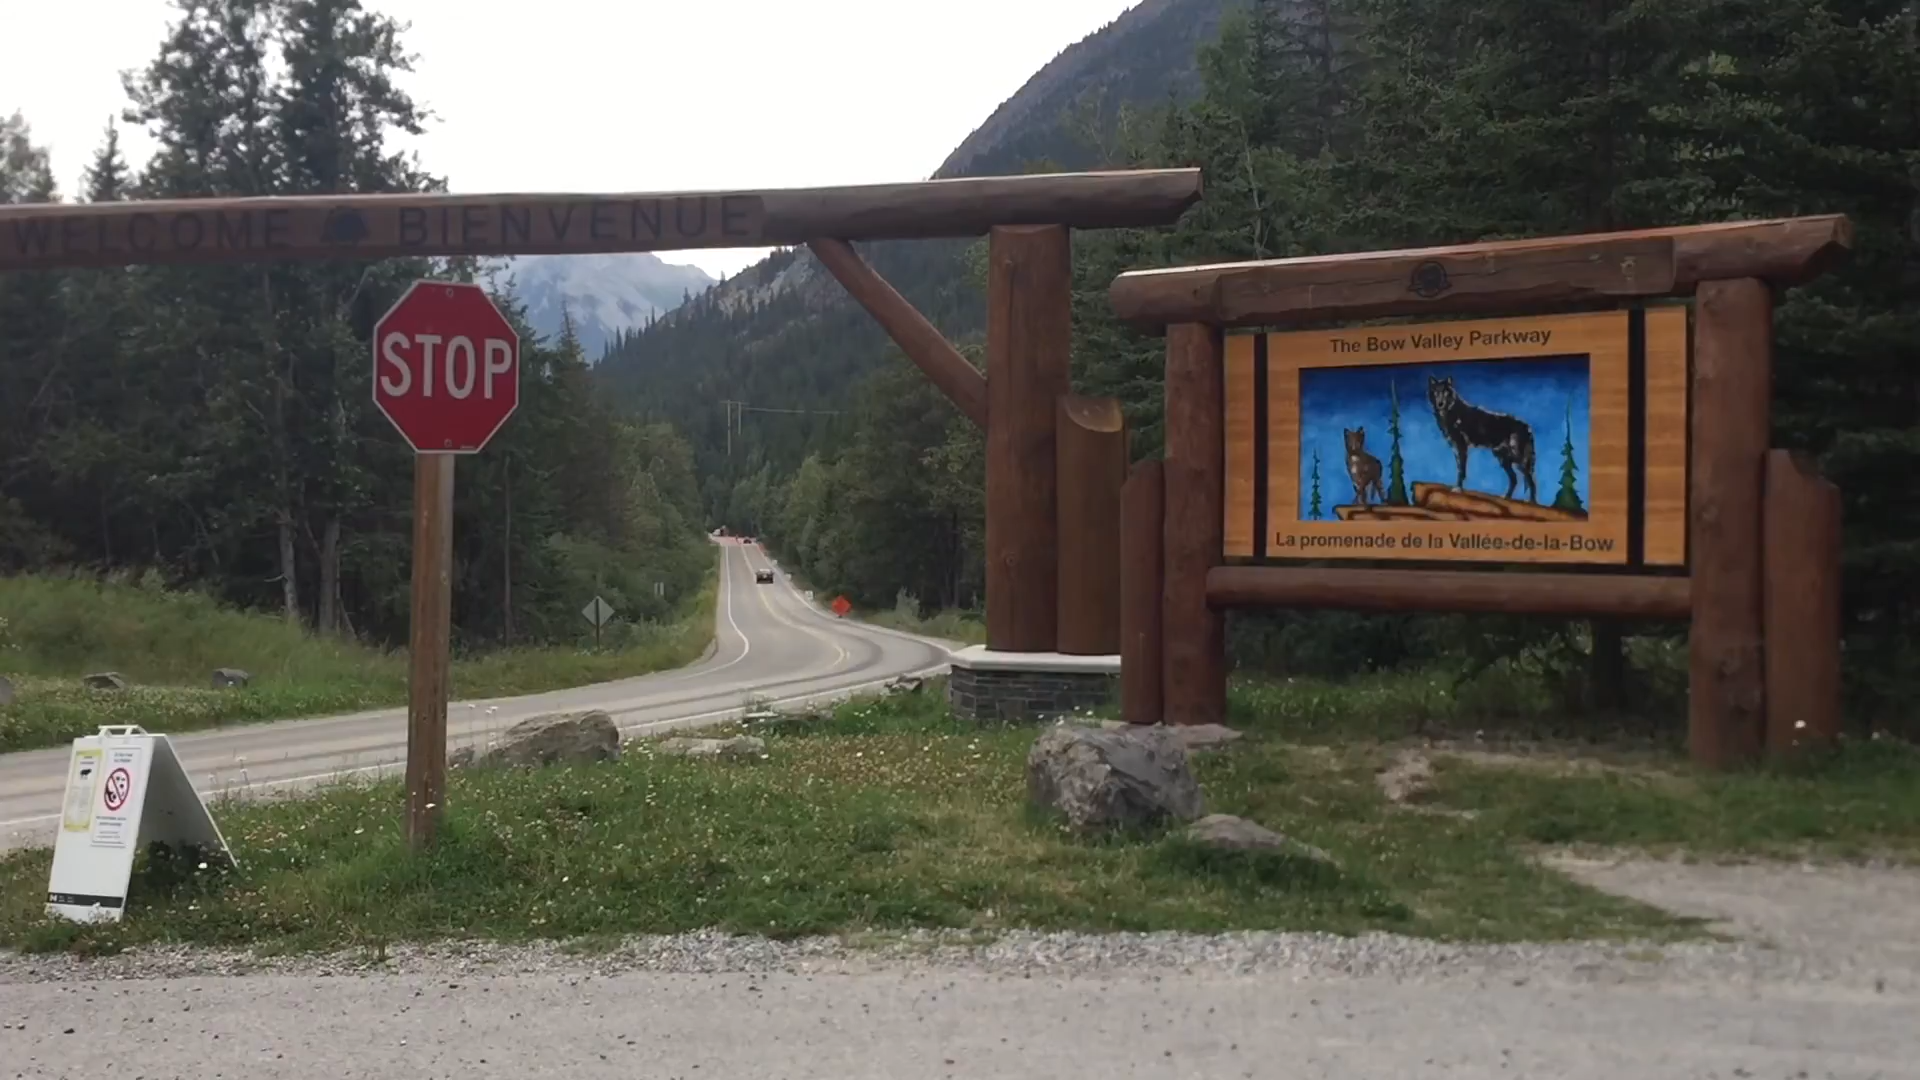 WELCOME BIENVENUE
STOP
The Bow Valley Parkway
La promenade de la Vallée-de-la-Bow